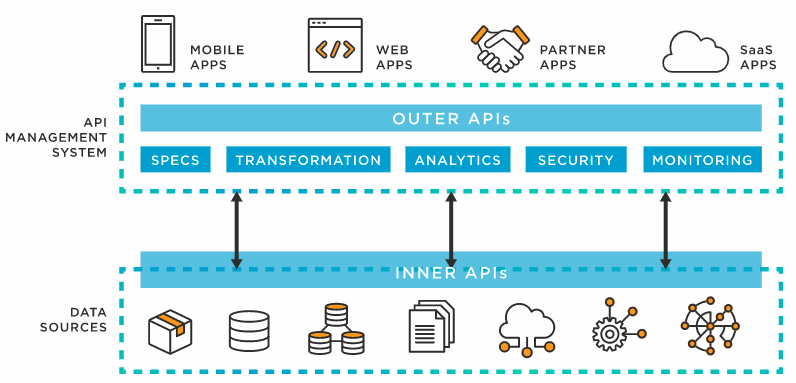 MOBILE
APPS
WEB
APPS
PARTNER
APPS
SaaS
APPS
API
MANAGEMENT
SYSTEM
OUTER APIs
SPECS
TRANSFORMATION
ANALYTICS
SECURITY
MONITORING
INNER APIs
DATA
SOURCES